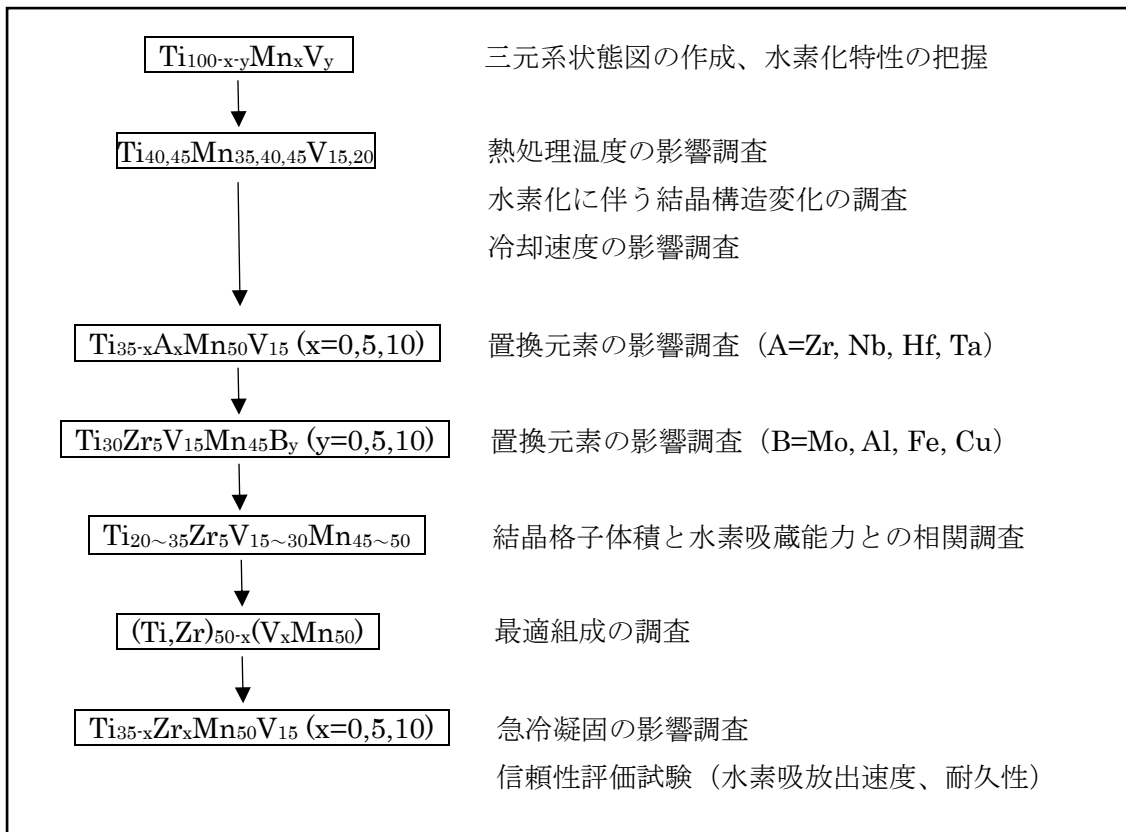 Ti100-x-yMnxVy 三元系状態図の作成、水素化特性の把握
Ti40,45Mn35,40,45V15,20 熱処理温度の影響調査
水素化に伴う結晶構造変化の調査
冷却速度の影響調査
Ti35-xAxMn50V15 (x=0,5,10) 置換元素の影響調査（A=Zr, Nb, Hf, Ta）
Ti30Zr5V15Mn45By (y=0,5,10) 置換元素の影響調査（B=Mo, Al, Fe, Cu）
Ti20~35Zr5V15~30Mn45~50 結晶格子体積と水素吸蔵能力との相関調査
(Ti,Zr)50-x(VxMn50) 最適組成の調査
Ti35-xZrxMn50V15 (x=0,5,10) 急冷凝固の影響調査
信頼性評価試験（水素吸放出速度、耐久性）